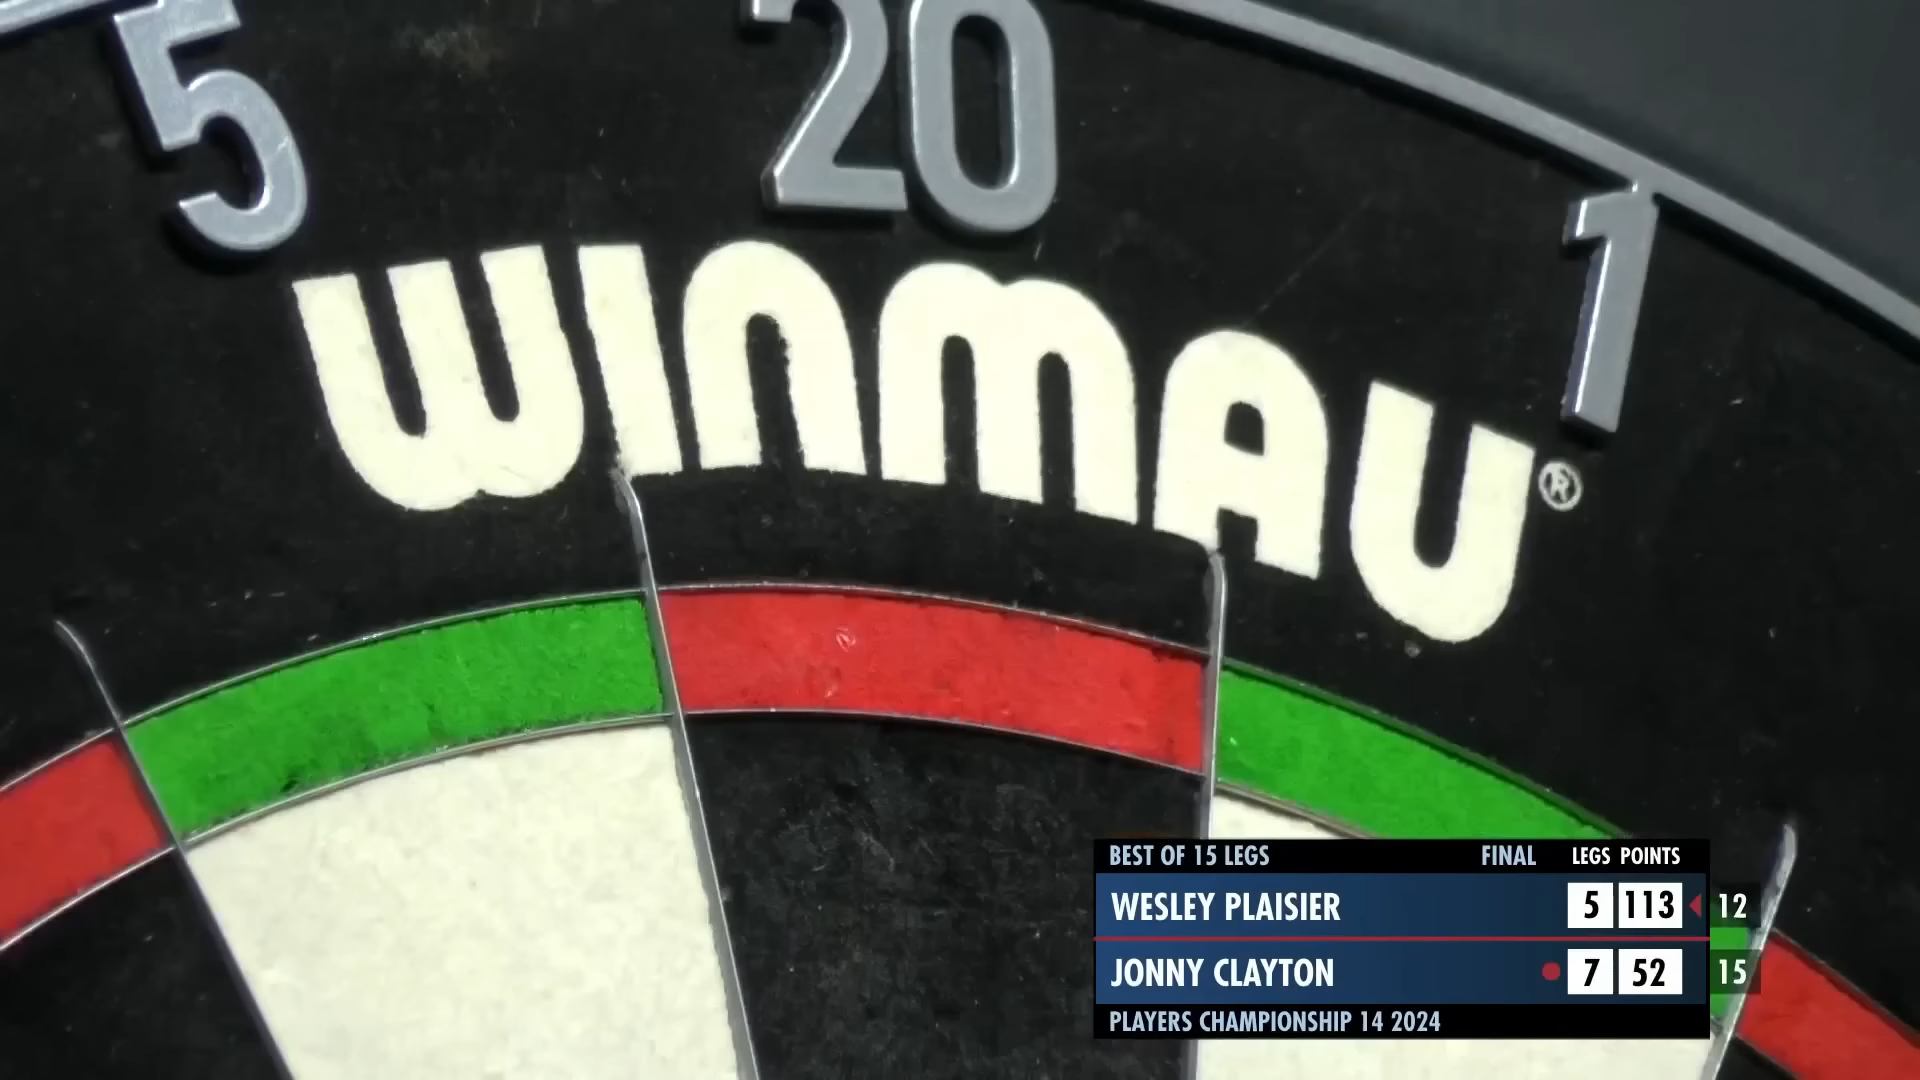 5 20 1
WINMAU®
BEST OF 15 LEGS FINAL LEGS POINTS
WESLEY PLAISIER 5 113 12
JONNY CLAYTON 7 52 15
PLAYERS CHAMPIONSHIP 14 2024